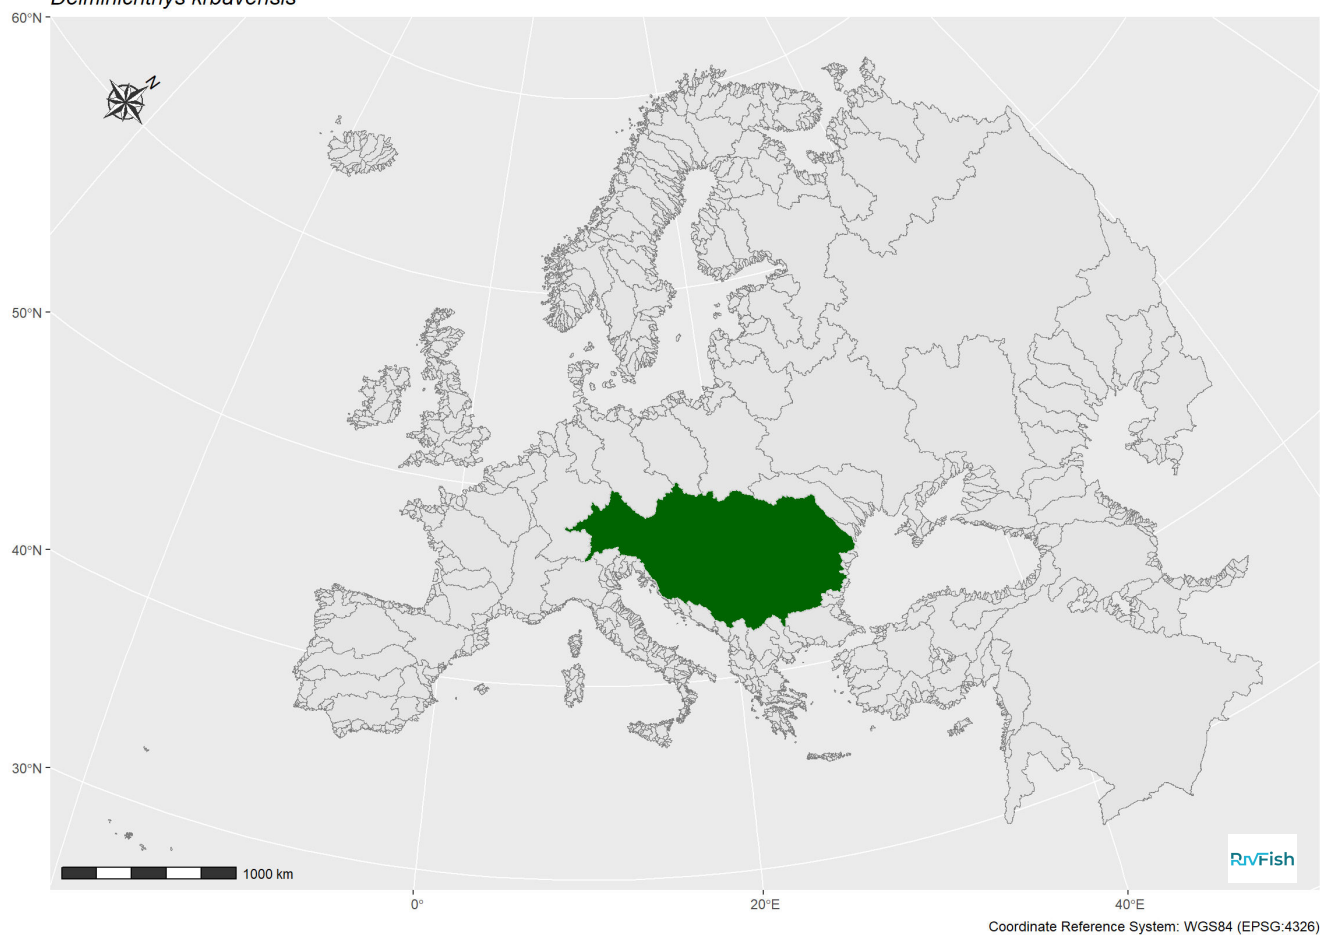 Delminichthys krbavensis
60°N
N
50°N
40°N
30°N
1000 km
RivFish
0°
20°E
40°E
Coordinate Reference System: WGS84 (EPSG:4326)